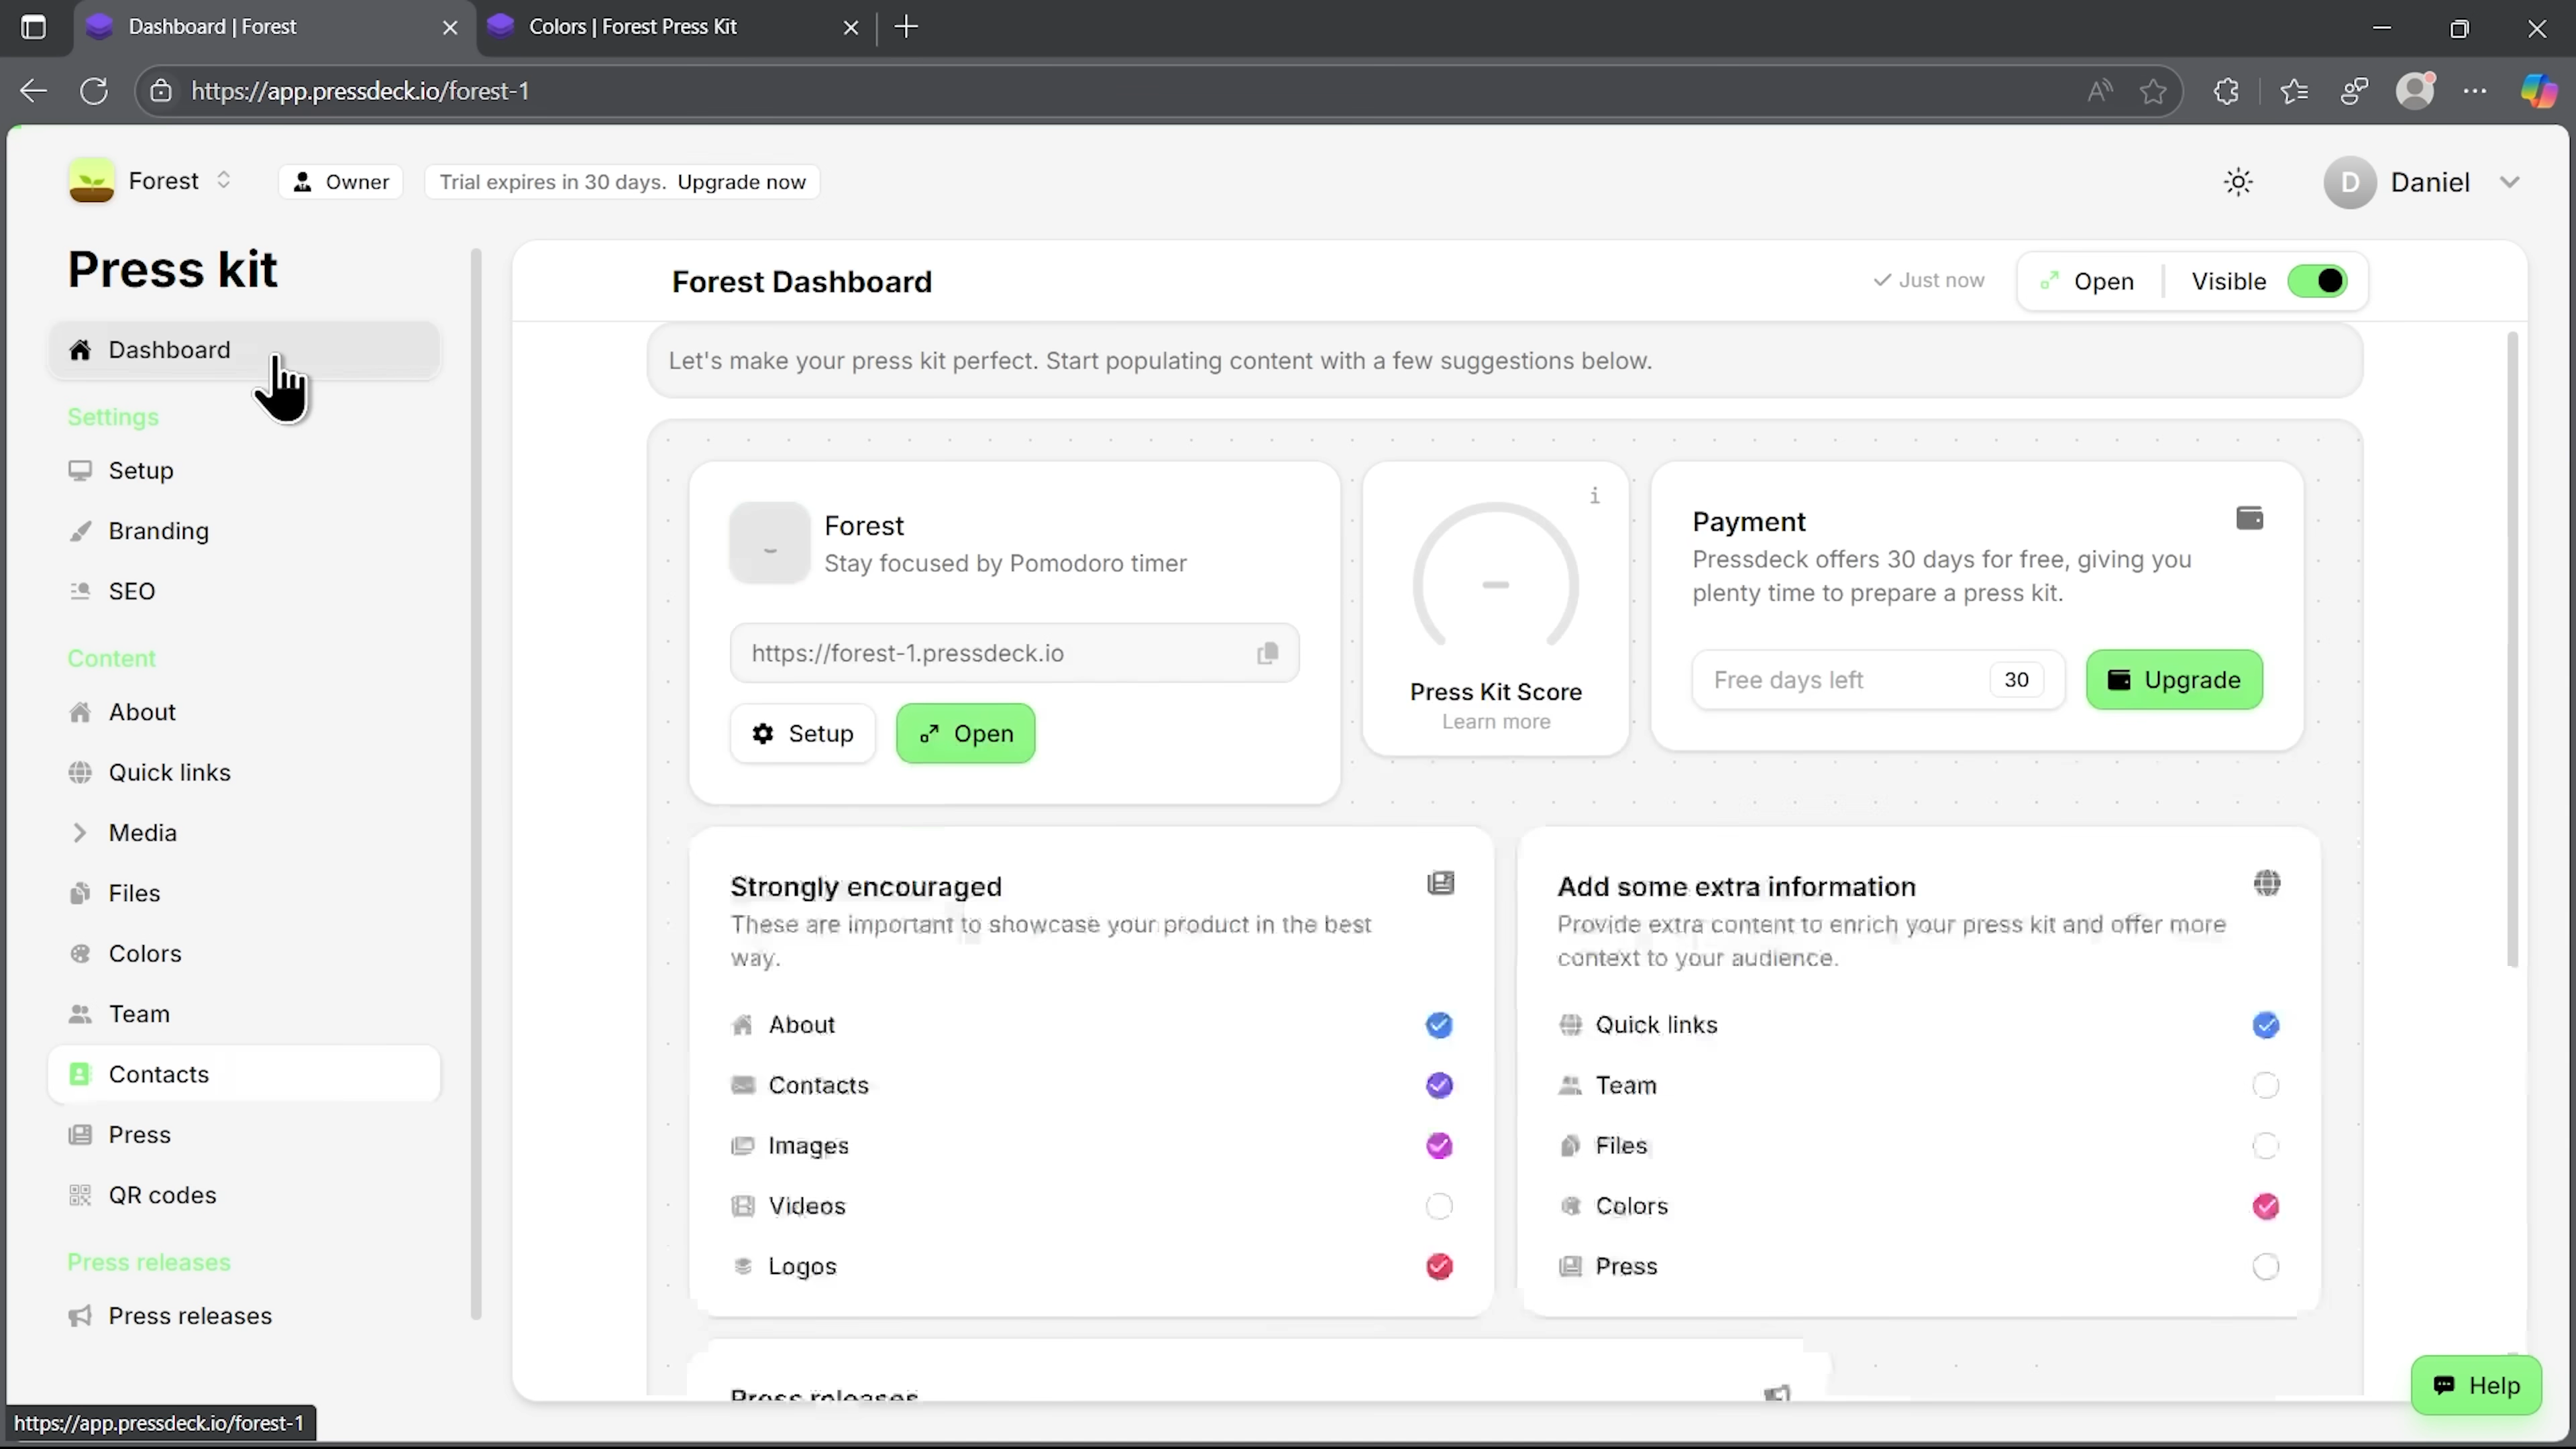 Dashboard | Forest
Colors | Forest Press Kit
https://app.pressdeck.io/forest-1
Forest
Owner
Trial expires in 30 days. Upgrade now
D
Daniel
Press kit
Dashboard
Settings
Setup
Branding
SEO
Content
About
Quick links
Media
Files
Colors
Team
Contacts
Press
QR codes
Press releases
Press releases
Forest Dashboard
Just now
Open
Visible
Let's make your press kit perfect. Start populating content with a few suggestions below.
Forest
Stay focused by Pomodoro timer
https://forest-1.pressdeck.io
Setup
Open
Press Kit Score
Learn more
Payment
Pressdeck offers 30 days for free, giving you
plenty time to prepare a press kit.
Free days left
30
Upgrade
Strongly encouraged
These are important to showcase your product in the best
way.
About
Contacts
Images
Videos
Logos
Add some extra information
Provide extra content to enrich your press kit and offer more
context to your audience.
Quick links
Team
Files
Colors
Press
Press releases
Help
https://app.pressdeck.io/forest-1